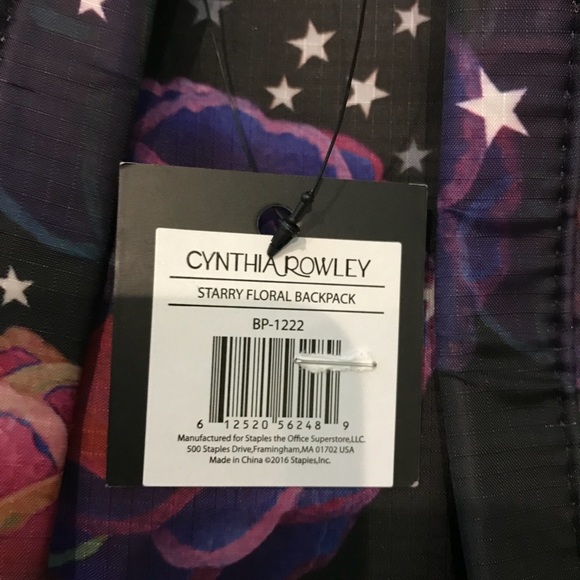 CYNTHIA ROWLEY
STARRY FLORAL BACKPACK
BP-1222
6 12520 56248 9
Manufactured for Staples the Office Superstore,LLC.
500 Staples Drive,Framingham,MA 01702 USA
Made in China ©2016 Staples,Inc.